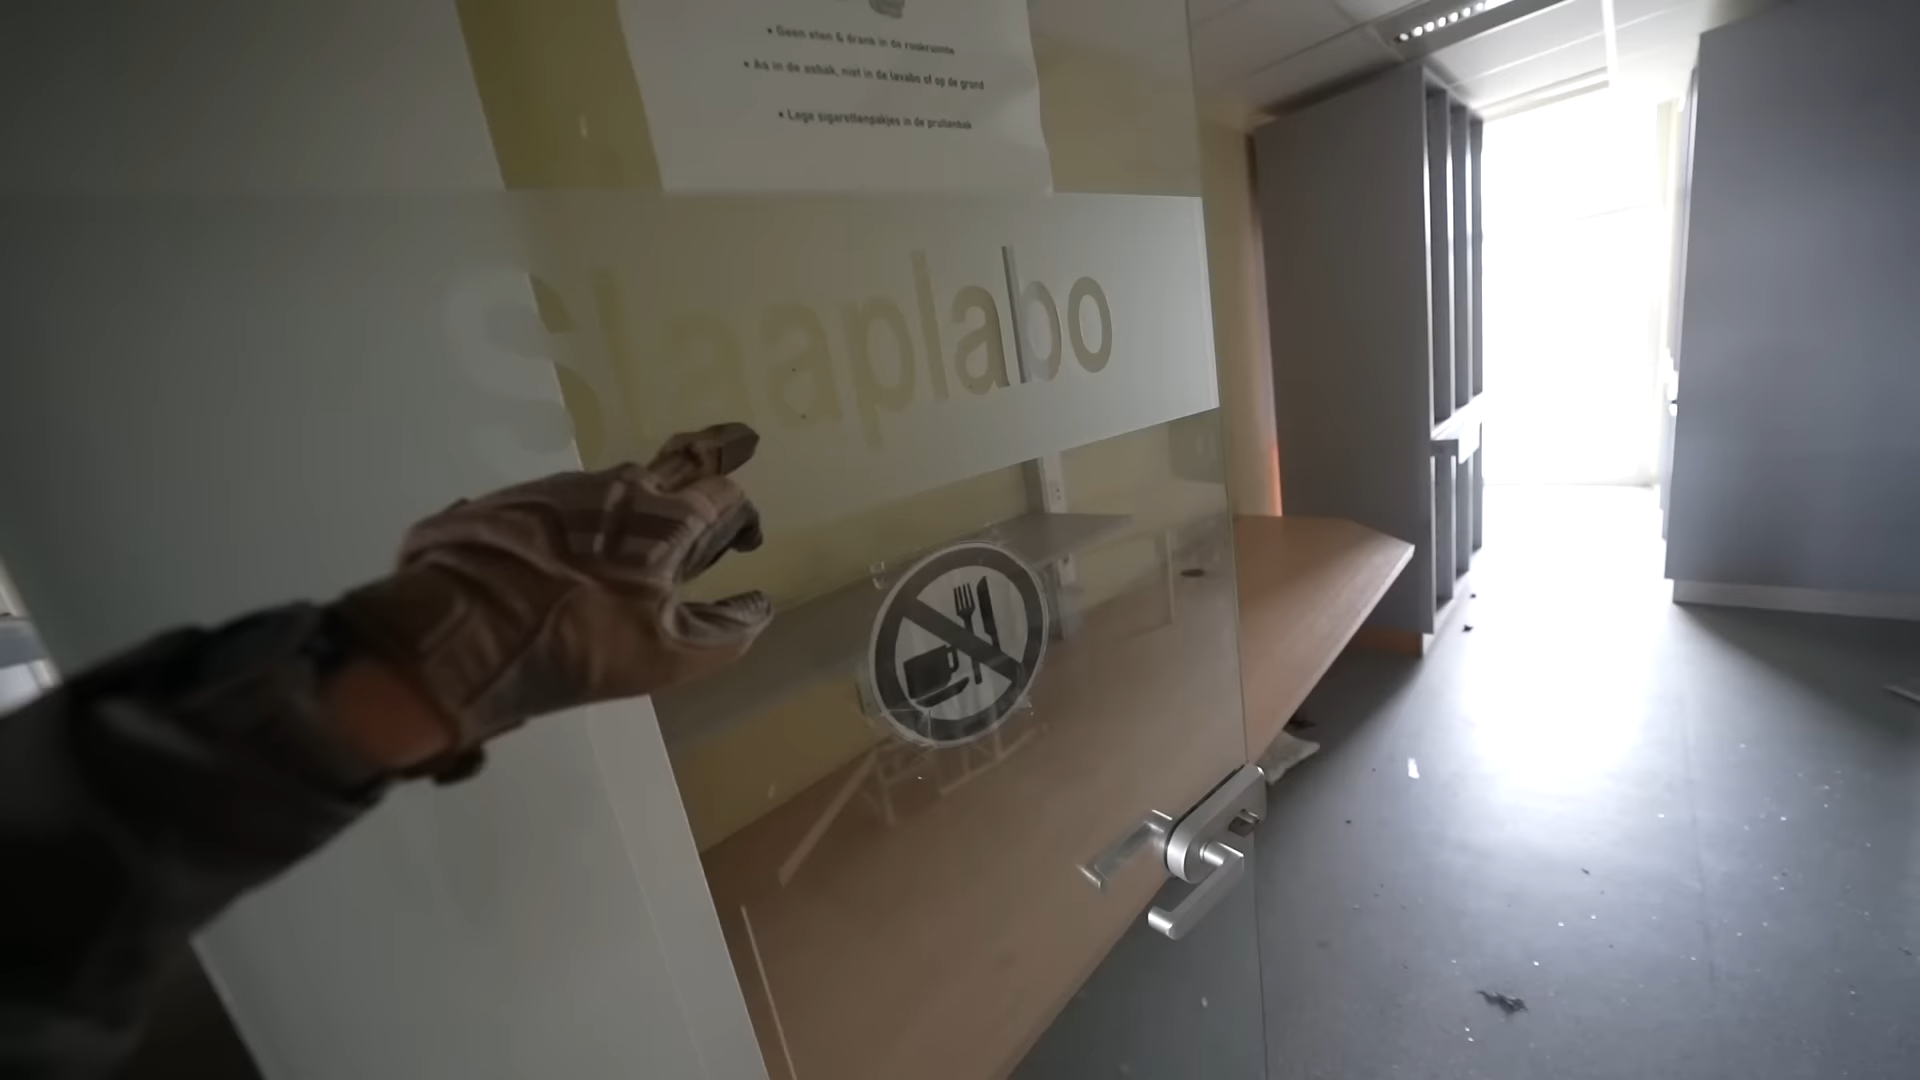 • Geen eten & drank in de rookruimte
• As in de asbak, niet in de lavabo of op de grond
• Lege sigarettenpakjes in de prullenbak
Slaaplabo